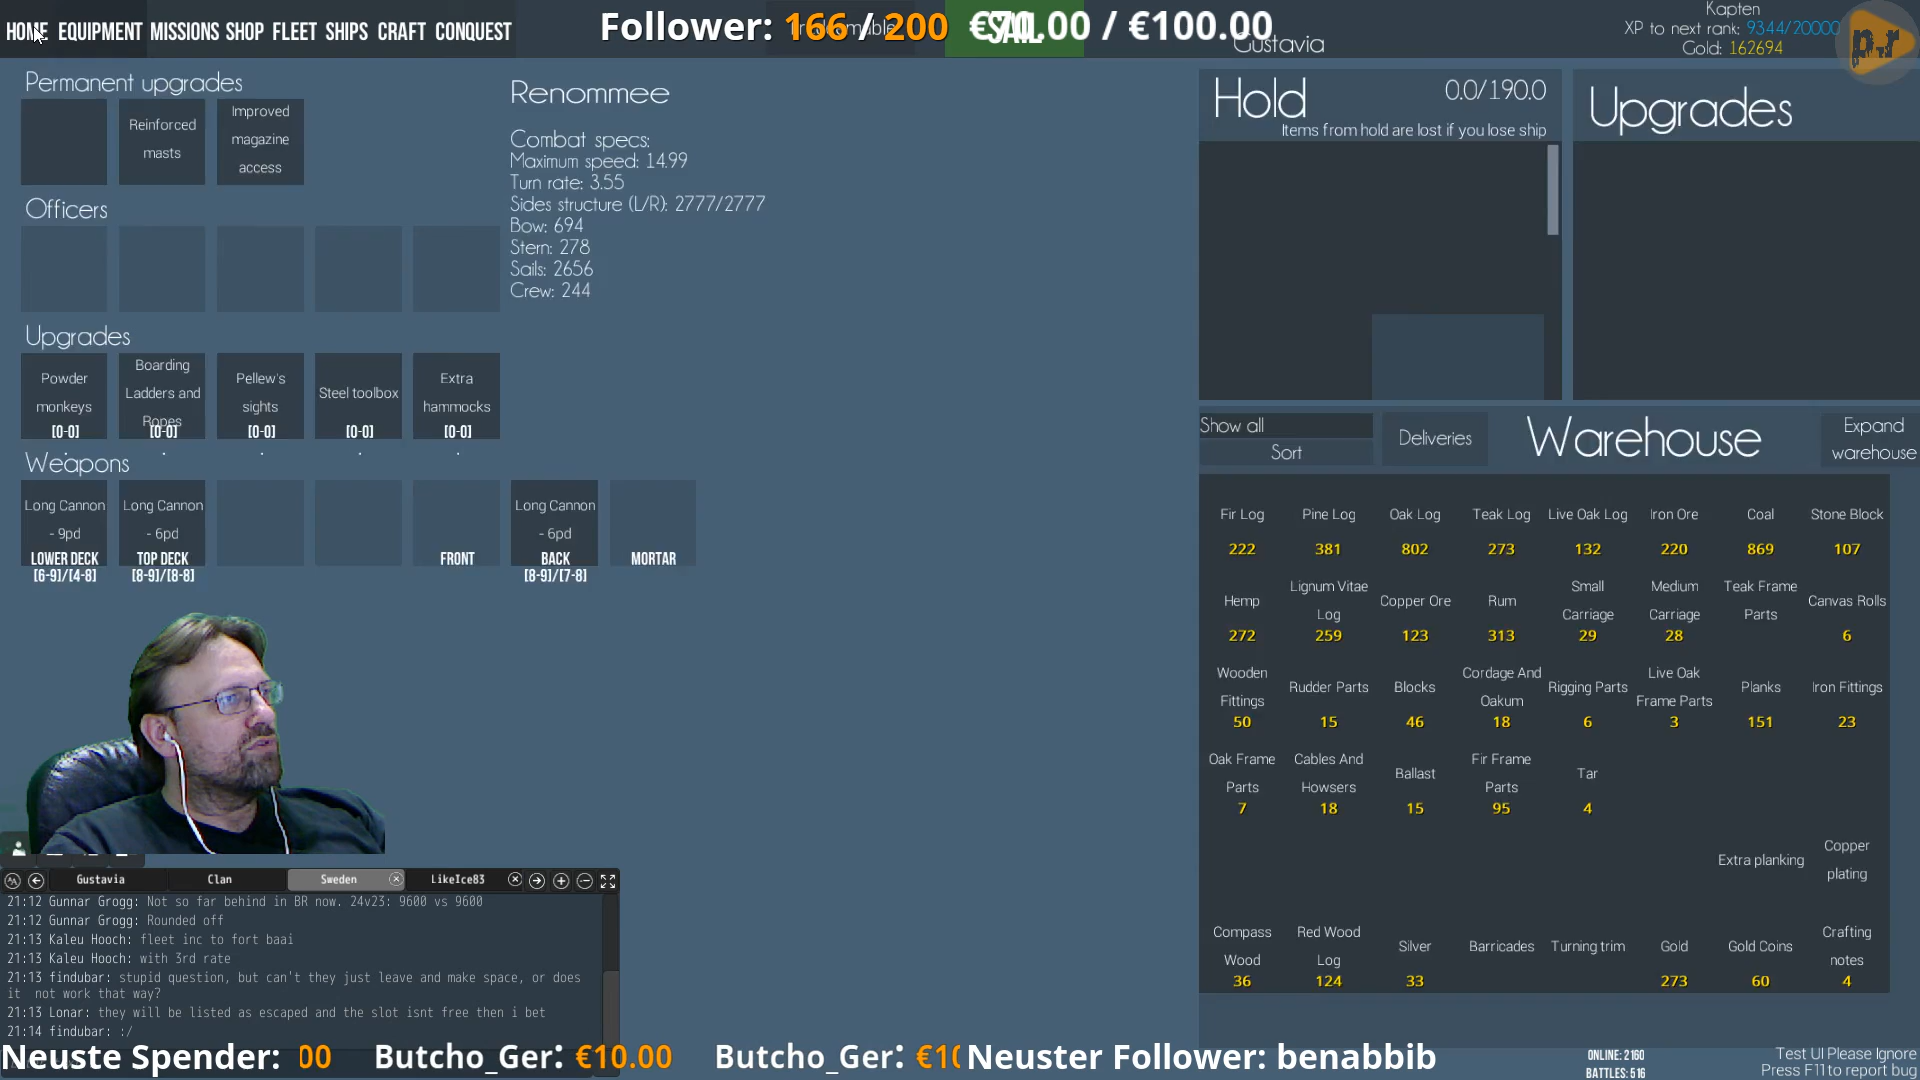 HOME EQUIPMENT MISSIONS SHOP FLEET SHIPS CRAFT CONQUEST
Follower: 166 / 200 €70.00 / €100.00
SAIL
Gustavia
Kapten
XP to next rank: 9344/20000
Gold: 162694
p.r
Permanent upgrades
Reinforced masts
Improved magazine access
Officers
Upgrades
Powder monkeys [0-0]
Boarding Ladders and Ropes [0-0]
Pellew's sights [0-0]
Steel toolbox [0-0]
Extra hammocks [0-0]
Weapons
Long Cannon - 9pd LOWER DECK [6-9]/[4-8]
Long Cannon - 6pd TOP DECK [8-9]/[8-8]
FRONT
Long Cannon - 6pd BACK [8-9]/[7-8]
MORTAR
Renommee
Combat specs:
Maximum speed: 14.99
Turn rate: 3.55
Sides structure (L/R): 2777/2777
Bow: 694
Stern: 278
Sails: 2656
Crew: 244
Hold 0.0/190.0
Items from hold are lost if you lose ship
Upgrades
Show all
Sort
Deliveries
Warehouse
Expand warehouse
Fir Log 222
Pine Log 381
Oak Log 802
Teak Log 273
Live Oak Log 132
Iron Ore 220
Coal 869
Stone Block 107
Hemp 272
Lignum Vitae Log 259
Copper Ore 123
Rum 313
Small Carriage 29
Medium Carriage 28
Teak Frame Parts
Canvas Rolls 6
Wooden Fittings 50
Rudder Parts 15
Blocks 46
Cordage And Oakum 18
Rigging Parts 6
Live Oak Frame Parts 3
Planks 151
Iron Fittings 23
Oak Frame Parts 7
Cables And Howsers 18
Ballast 15
Fir Frame Parts 95
Tar 4
Extra planking
Copper plating
Compass Wood 36
Red Wood Log 124
Silver 33
Barricades
Turning trim
Gold 273
Gold Coins 60
Crafting notes 4
Gustavia Clan Sweden LikeIce83
21:12 Gunnar Grogg: Not so far behind in BR now. 24v23: 9600 vs 9600
21:12 Gunnar Grogg: Rounded off
21:13 Kaleu Hooch: fleet inc to fort baai
21:13 Kaleu Hooch: with 3rd rate
21:13 findubar: stupid question, but can't they just leave and make space, or does
it not work that way?
21:13 Lonar: they will be listed as escaped and the slot isnt free then i bet
21:14 findubar: :/
Neuste Spender: 00 Butcho_Ger: €10.00 Butcho_Ger: €10
Neuster Follower: benabbib
ONLINE: 2160
BATTLES: 516
Test UI Please Ignore
Press F11 to report bug